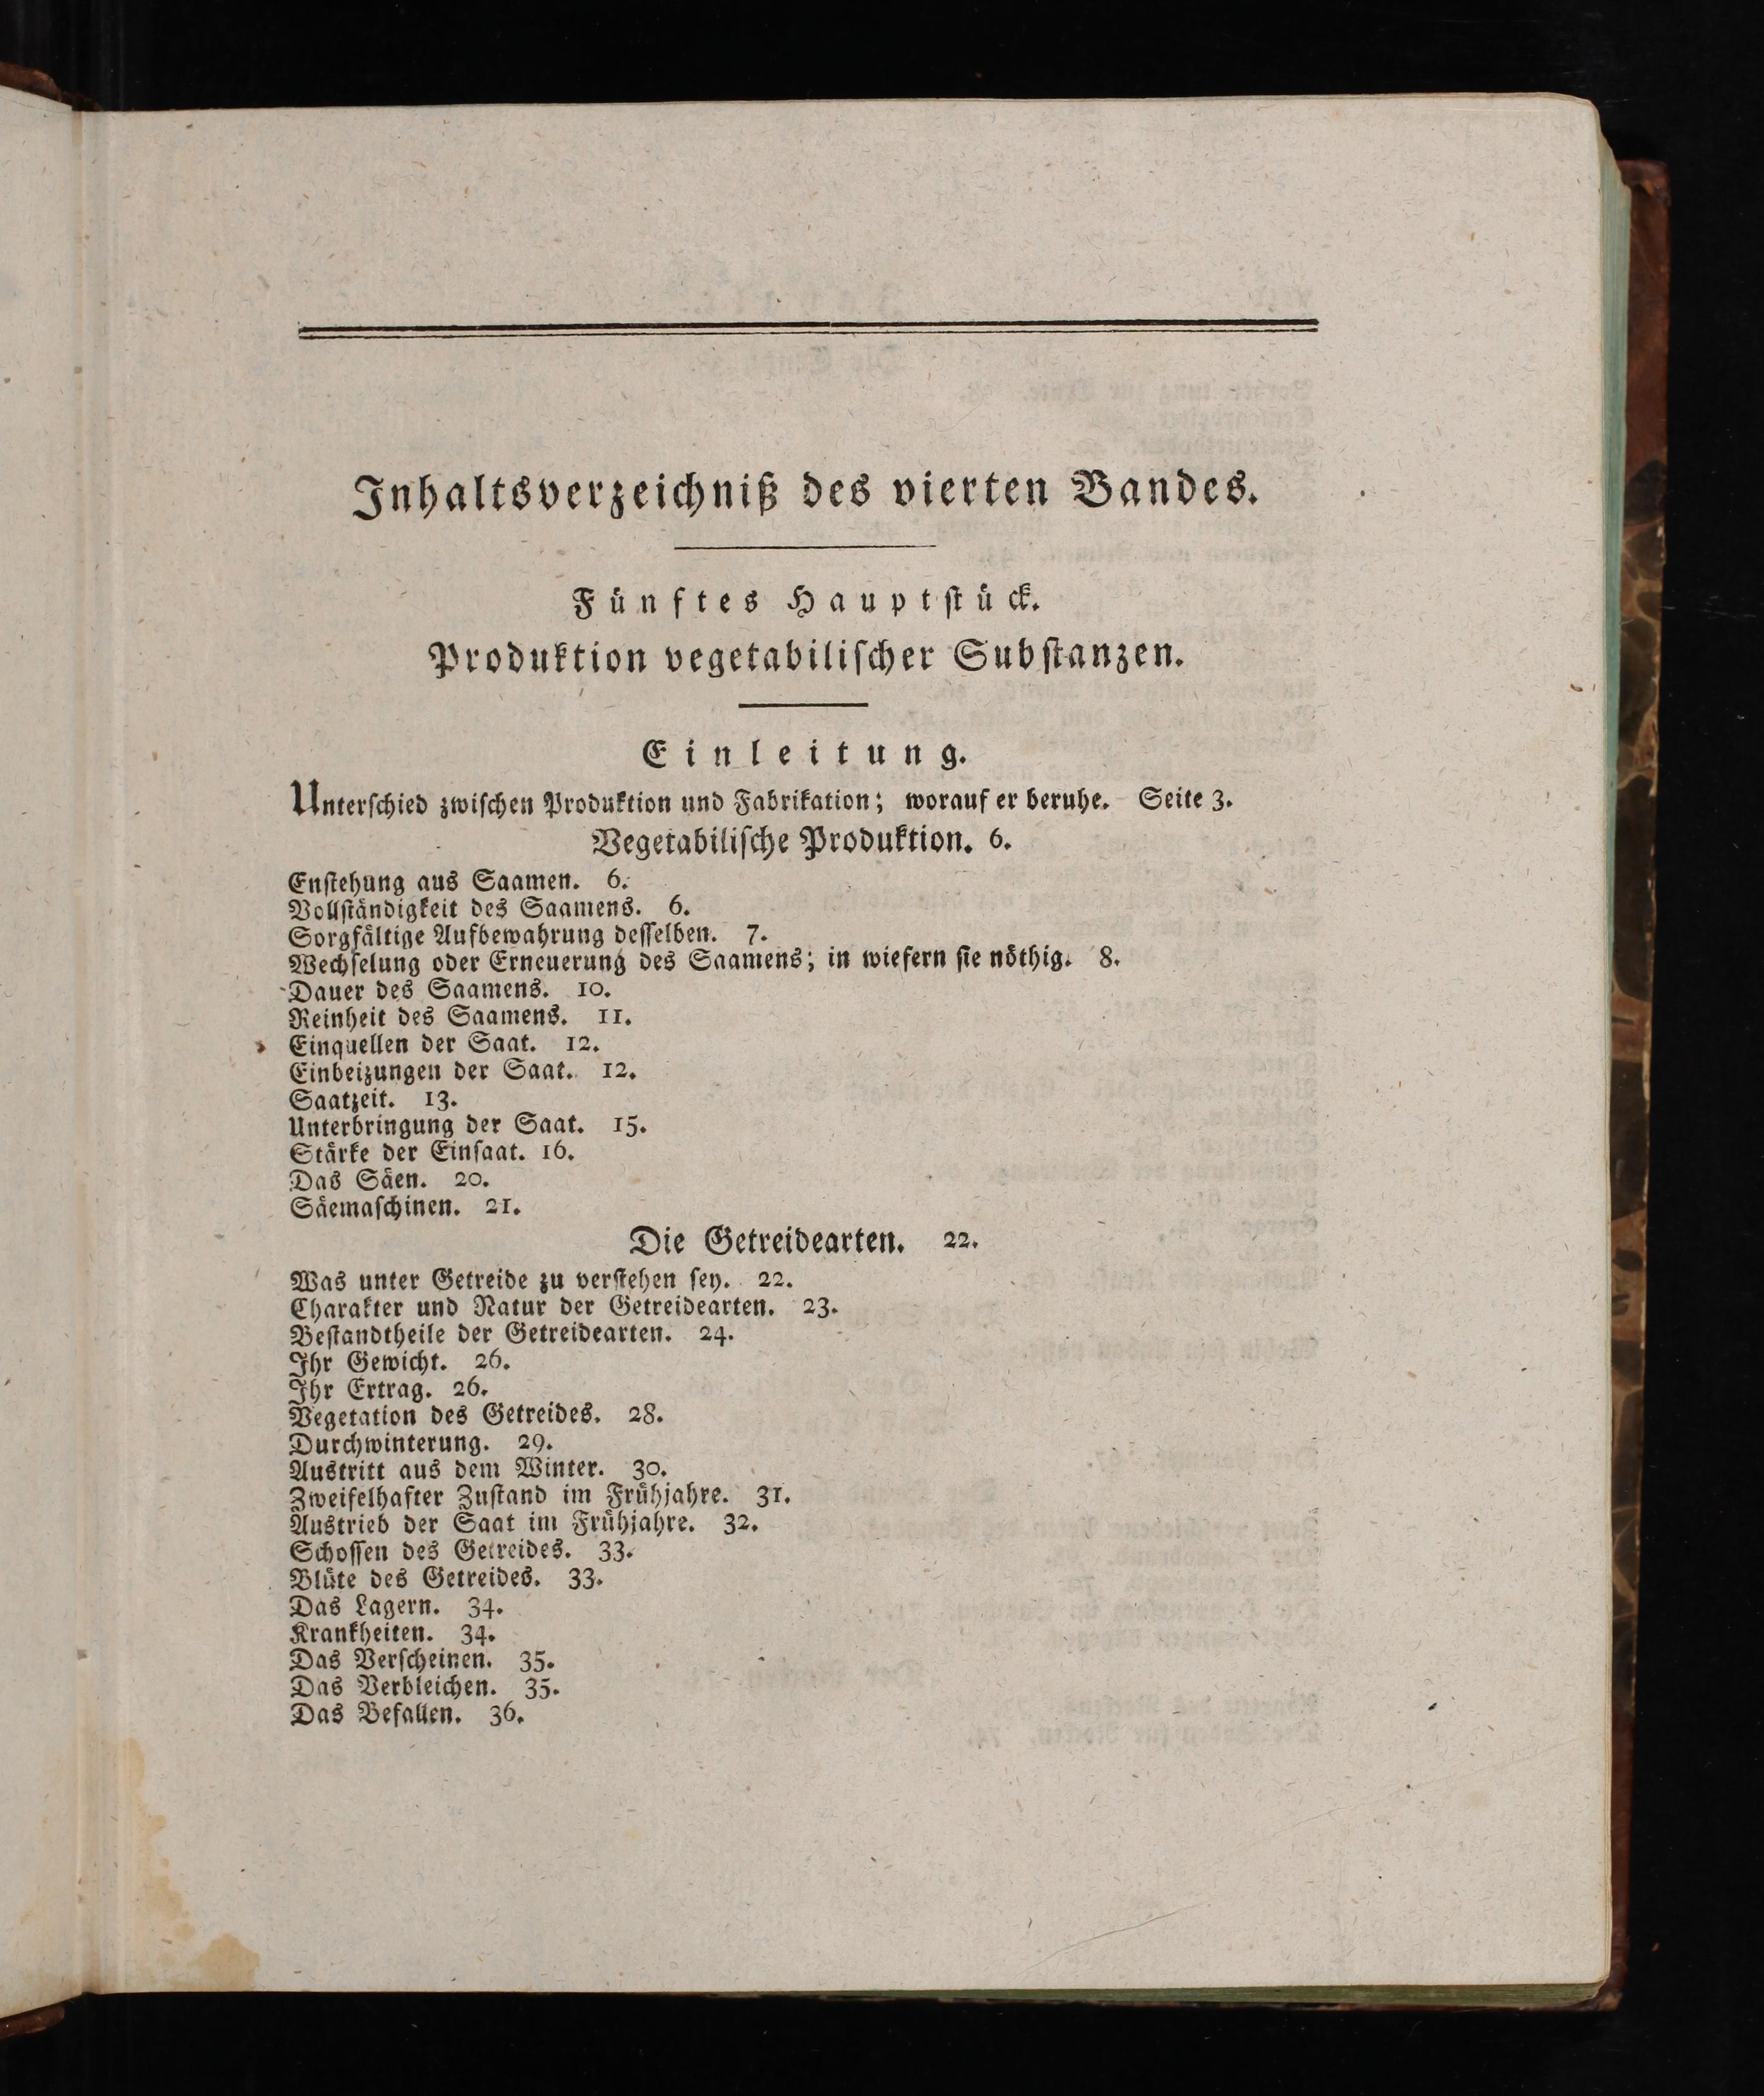 Inhaltsverzeichniß des vierten Bandes.
Fünftes Hauptſtück.
Produktion vegetabiliſcher Subſtanzen.
Einleitung.
Unterſchied zwiſchen Produktion und Fabrikation; worauf er beruhe. Seite 3.
Vegetabiliſche Produktion. 6.
Enſtehung aus Saamen. 6.
Vollſtändigkeit des Saamens. 6.
Sorgfältige Aufbewahrung deſſelben. 7.
Wechſelung oder Erneuerung des Saamens; in wiefern ſie nöthig. 8.
Dauer des Saamens. 10.
Reinheit des Saamens. 11.
Einquellen der Saat. 12.
Einbeizungen der Saat. 12.
Saatzeit. 13.
Unterbringung der Saat. 15.
Stärke der Einſaat. 16.
Das Säen. 20.
Säemaſchinen. 21.
Die Getreidearten. 22.
Was unter Getreide zu verſtehen ſey. 22.
Charakter und Natur der Getreidearten. 23.
Beſtandtheile der Getreidearten. 24.
Ihr Gewicht. 26.
Ihr Ertrag. 26.
Vegetation des Getreides. 28.
Durchwinterung. 29.
Austritt aus dem Winter. 30.
Zweifelhafter Zuſtand im Frühjahre. 31.
Austrieb der Saat im Frühjahre. 32.
Schoſſen des Getreides. 33.
Blüte des Getreides. 33.
Das Lagern. 34.
Krankheiten. 34.
Das Verſcheinen. 35.
Das Verbleichen. 35.
Das Befallen. 36.